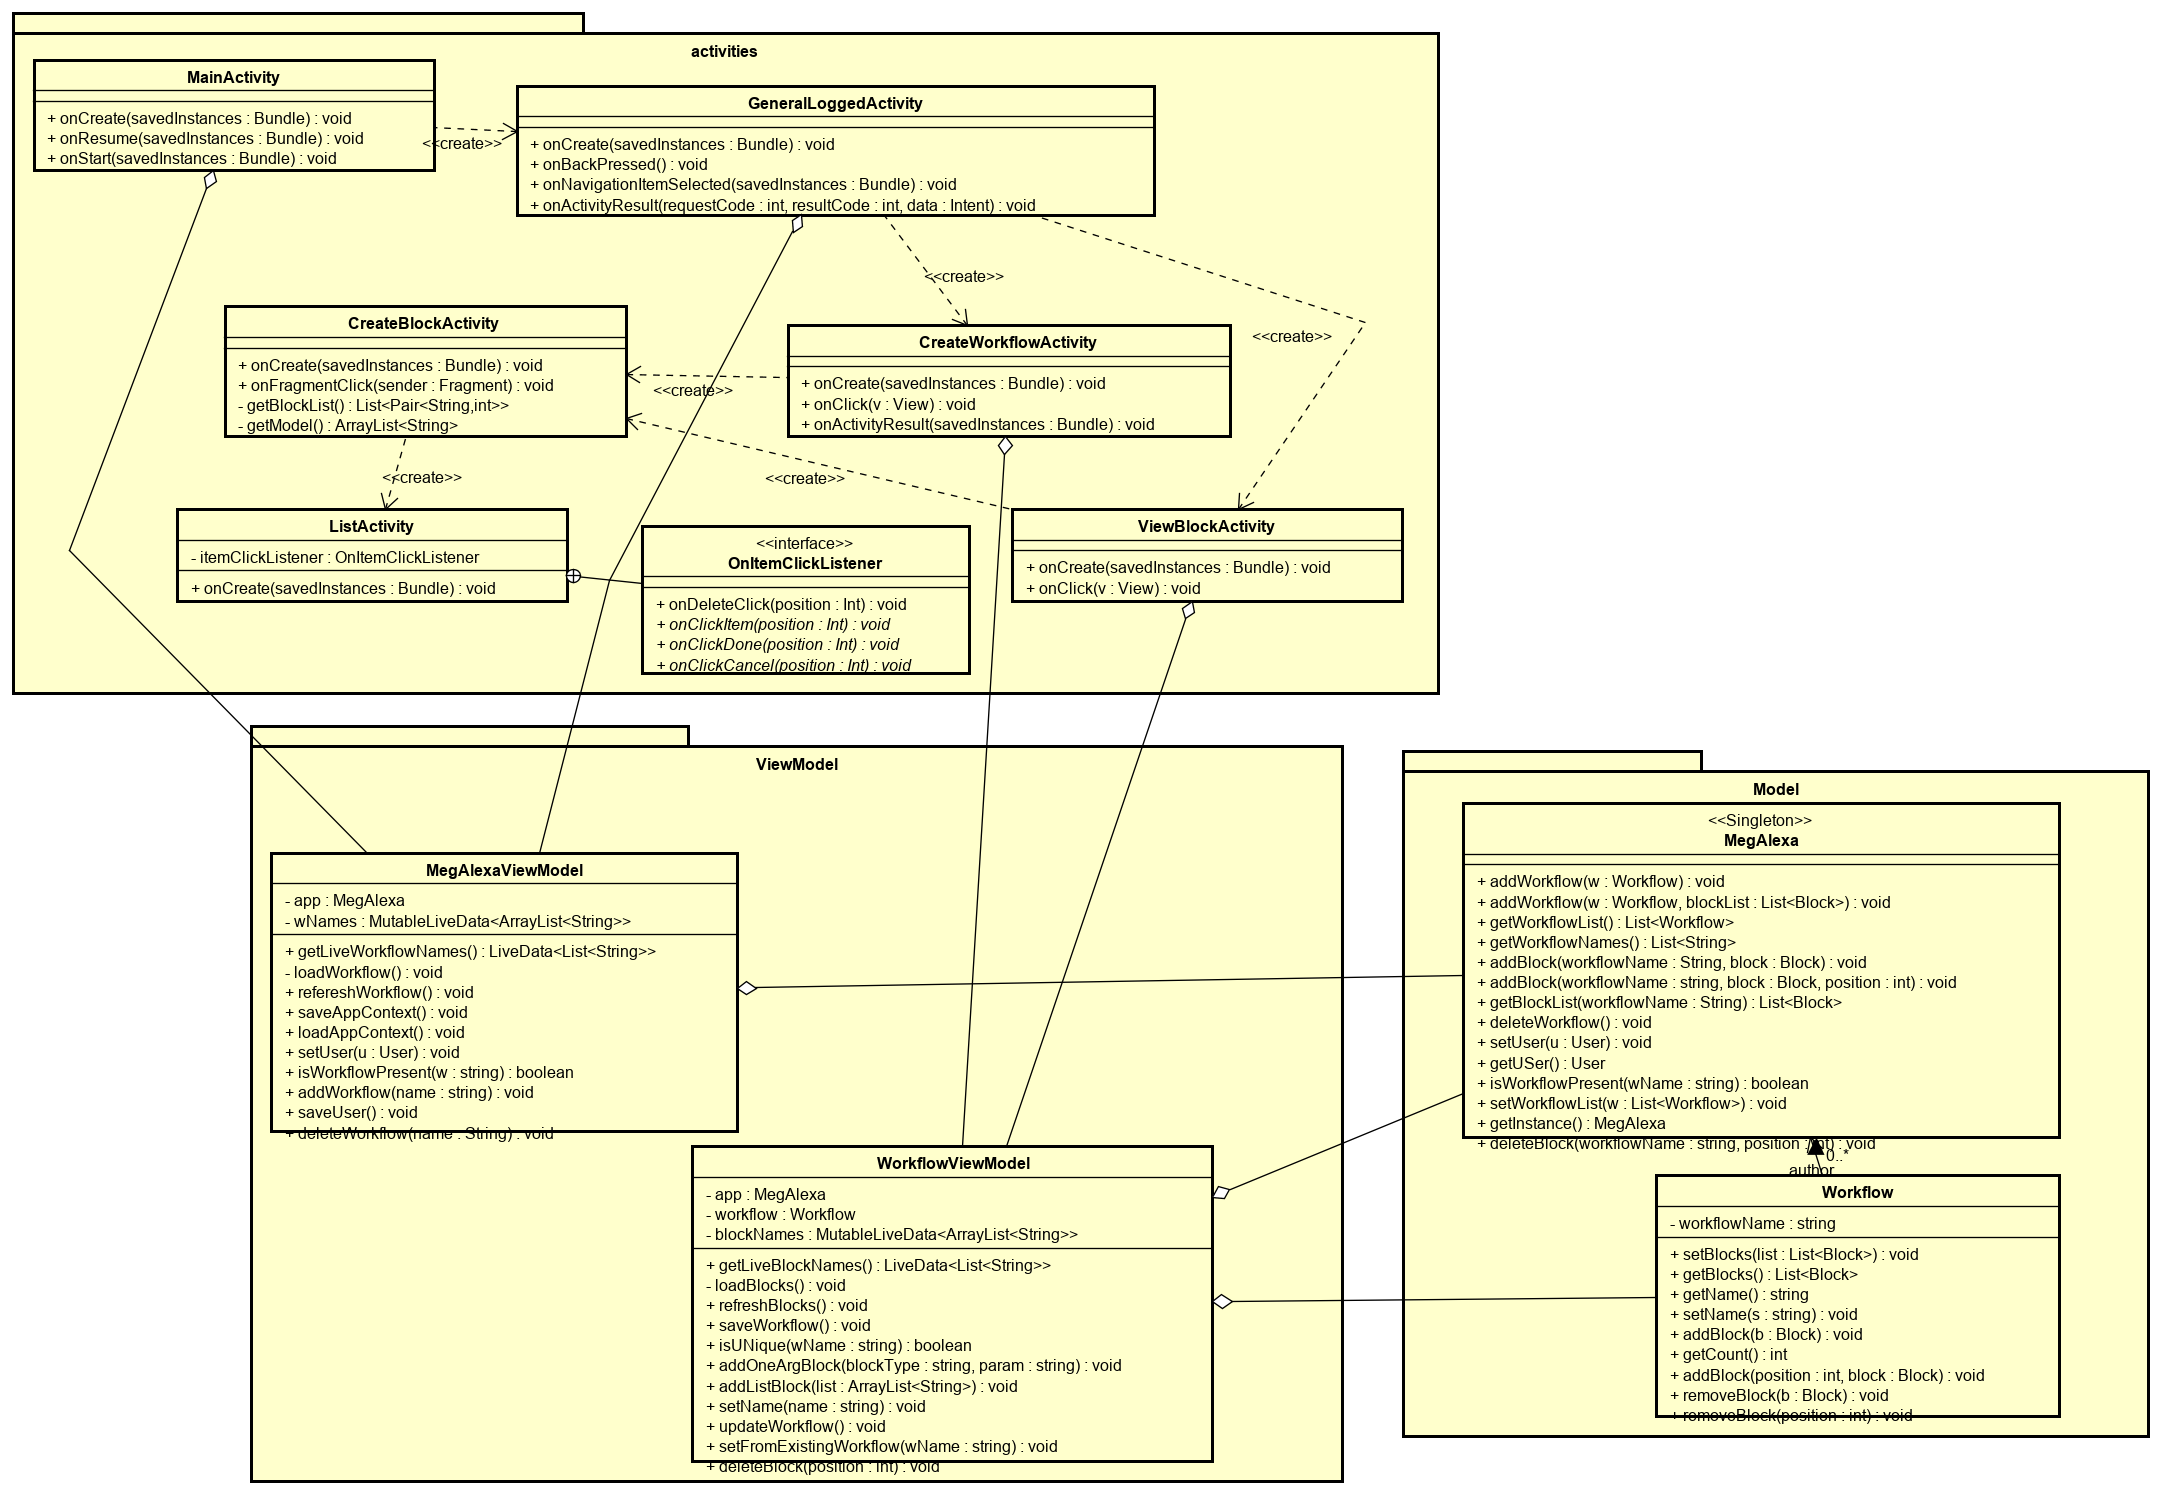 activities
MainActivity
+ onCreate(savedInstances : Bundle) : void
+ onResume(savedInstances : Bundle) : void
+ onStart(savedInstances : Bundle) : void
<<create>>
GeneralLoggedActivity
+ onCreate(savedInstances : Bundle) : void
+ onBackPressed() : void
+ onNavigationItemSelected(savedInstances : Bundle) : void
+ onActivityResult(requestCode : int, resultCode : int, data : Intent) : void
<<create>>
<<create>>
CreateBlockActivity
+ onCreate(savedInstances : Bundle) : void
+ onFragmentClick(sender : Fragment) : void
- getBlockList() : List<Pair<String,int>>
- getModel() : ArrayList<String>
<<create>>
CreateWorkflowActivity
+ onCreate(savedInstances : Bundle) : void
+ onClick(v : View) : void
+ onActivityResult(savedInstances : Bundle) : void
<<create>>
<<create>>
ListActivity
- itemClickListener : OnItemClickListener
+ onCreate(savedInstances : Bundle) : void
<<interface>>
OnItemClickListener
+ onDeleteClick(position : Int) : void
+ onClickItem(position : Int) : void
+ onClickDone(position : Int) : void
+ onClickCancel(position : Int) : void
ViewBlockActivity
+ onCreate(savedInstances : Bundle) : void
+ onClick(v : View) : void
ViewModel
MegAlexaViewModel
- app : MegAlexa
- wNames : MutableLiveData<ArrayList<String>>
+ getLiveWorkflowNames() : LiveData<List<String>>
- loadWorkflow() : void
+ refereshWorkflow() : void
+ saveAppContext() : void
+ loadAppContext() : void
+ setUser(u : User) : void
+ isWorkflowPresent(w : string) : boolean
+ addWorkflow(name : string) : void
+ saveUser() : void
+ deleteWorkflow(name : String) : void
WorkflowViewModel
- app : MegAlexa
- workflow : Workflow
- blockNames : MutableLiveData<ArrayList<String>>
+ getLiveBlockNames() : LiveData<List<String>>
- loadBlocks() : void
+ refreshBlocks() : void
+ saveWorkflow() : void
+ isUNique(wName : string) : boolean
+ addOneArgBlock(blockType : string, param : string) : void
+ addListBlock(list : ArrayList<String>) : void
+ setName(name : string) : void
+ updateWorkflow() : void
+ setFromExistingWorkflow(wName : string) : void
+ deleteBlock(position : int) : void
Model
<<Singleton>>
MegAlexa
+ addWorkflow(w : Workflow) : void
+ addWorkflow(w : Workflow, blockList : List<Block>) : void
+ getWorkflowList() : List<Workflow>
+ getWorkflowNames() : List<String>
+ addBlock(workflowName : String, block : Block) : void
+ addBlock(workflowName : string, block : Block, position : int) : void
+ getBlockList(workflowName : String) : List<Block>
+ deleteWorkflow() : void
+ setUser(u : User) : void
+ getUSer() : User
+ isWorkflowPresent(wName : string) : boolean
+ setWorkflowList(w : List<Workflow>) : void
+ getInstance() : MegAlexa
+ deleteBlock(workflowName : string, position : int) : void
0..*
author
Workflow
- workflowName : string
+ setBlocks(list : List<Block>) : void
+ getBlocks() : List<Block>
+ getName() : string
+ setName(s : string) : void
+ addBlock(b : Block) : void
+ getCount() : int
+ addBlock(position : int, block : Block) : void
+ removeBlock(b : Block) : void
+ removeBlock(position : int) : void